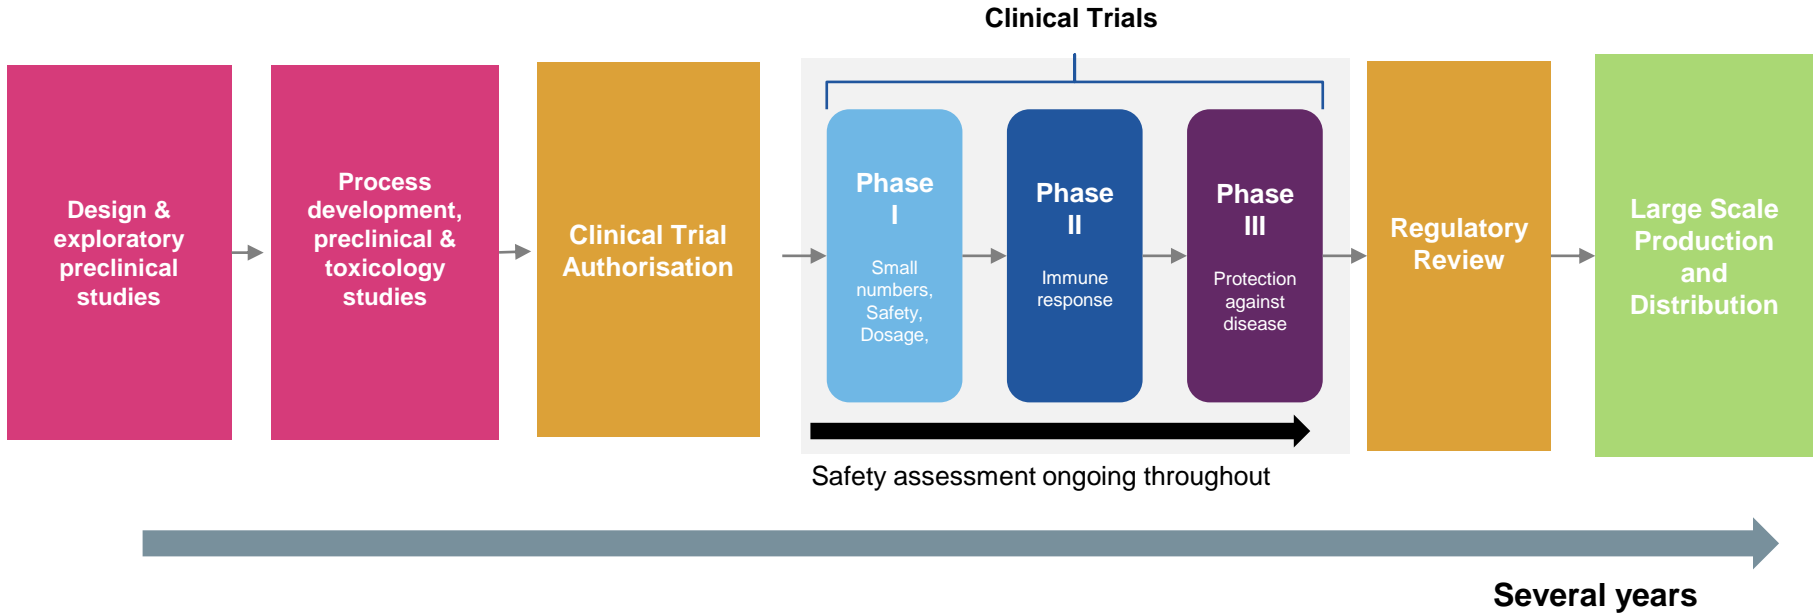 Clinical Trials
Design &
exploratory
preclinical
studies
Process
development,
preclinical &
toxicology
studies
Clinical Trial
Authorisation
Phase
I
Small
numbers,
Safety,
Dosage,
Phase
II
Immune
response
Phase
III
Protection
against
disease
Regulatory
Review
Large Scale
Production
and
Distribution
Safety assessment ongoing throughout
Several years